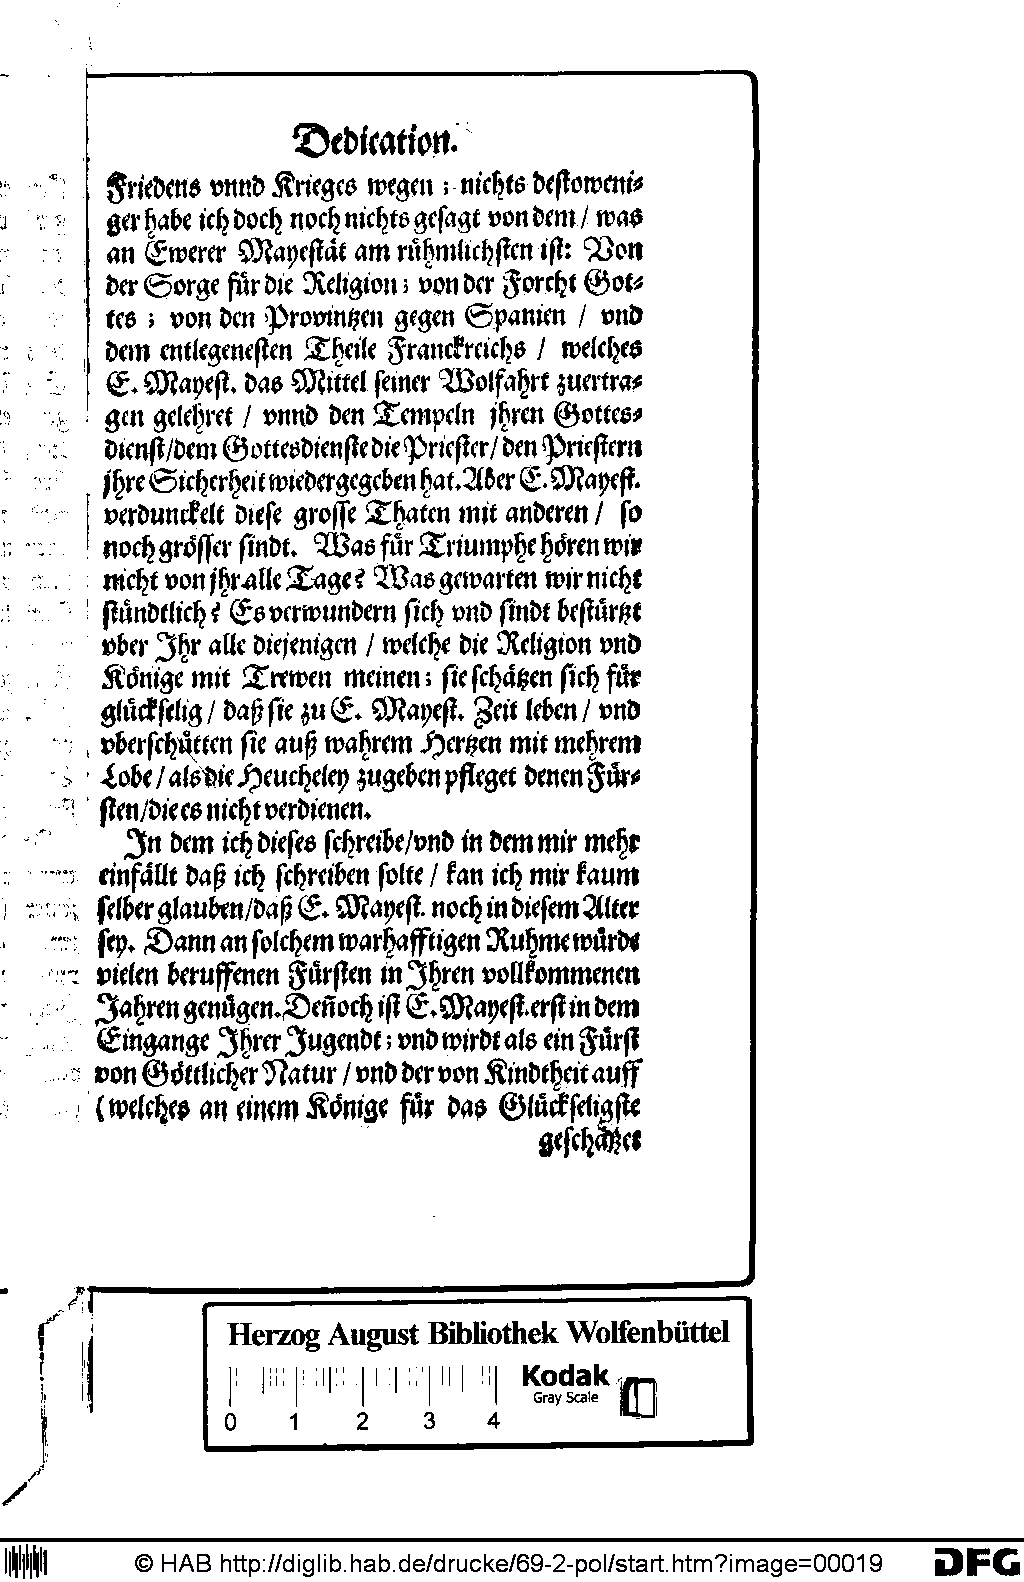 Dedication.
Friedens vnnd Krieges wegen ; nichts destoweni⸗
ger habe ich doch noch nichts gesagt von dem / was
an Ewerer Mayestät am rühmlichsten ist: Von
der Sorge für die Religion ; von der Forcht Got⸗
tes ; von den Provintzen gegen Spanien / vnd
dem entlegenesten Theile Franckreichs / welches
E. Mayest. das Mittel seiner Wolfahrt zuertra⸗
gen gelehret / vnnd den Tempeln jhren Gottes⸗
dienst/dem Gottesdienste die Priester/ den Priestern
jhre Sicherheit wiedergegeben hat. Aber E. Mayest.
verdunckelt diese grosse Thaten mit anderen / so
noch grösser sindt. Was für Triumphe hören wir
nicht von jhr alle Tage? Was gewarten wir nicht
stündtlich? Es verwundern sich vnd sindt bestürtzt
vber Jhr alle diejenigen / welche die Religion vnd
Könige mit Trewen meinen; sie schätzen sich für
glückselig / daß sie zu E. Mayest. Zeit leben / vnd
vberschütten sie auß wahrem Hertzen mit mehrem
Lobe / als die Heucheley zugeben pfleget denen Für⸗
sten/die es nicht verdienen.
Jn dem ich dieses schreibe/vnd in dem mir mehr
einfällt daß ich schreiben solte / kan ich mir kaum
selber glauben/daß E. Mayest. noch in diesem Alter
sey. Dann an solchem warhafftigen Ruhme würde
vielen beruffenen Fürsten in Jhren vollkommenen
Jahren genügen. Deñoch ist E. Mayest. erst in dem
Eingange Jhrer Jugendt; vnd wirdt als ein Fürst
von Göttlicher Natur / vnd der von Kindtheit auff
(welches an einem Könige für das Glückseligste
geschätzet
Herzog August Bibliothek Wolfenbüttel
Kodak
Gray Scale
0 1 2 3 4
© HAB http://diglib.hab.de/drucke/69-2-pol/start.htm?image=00019
DFG